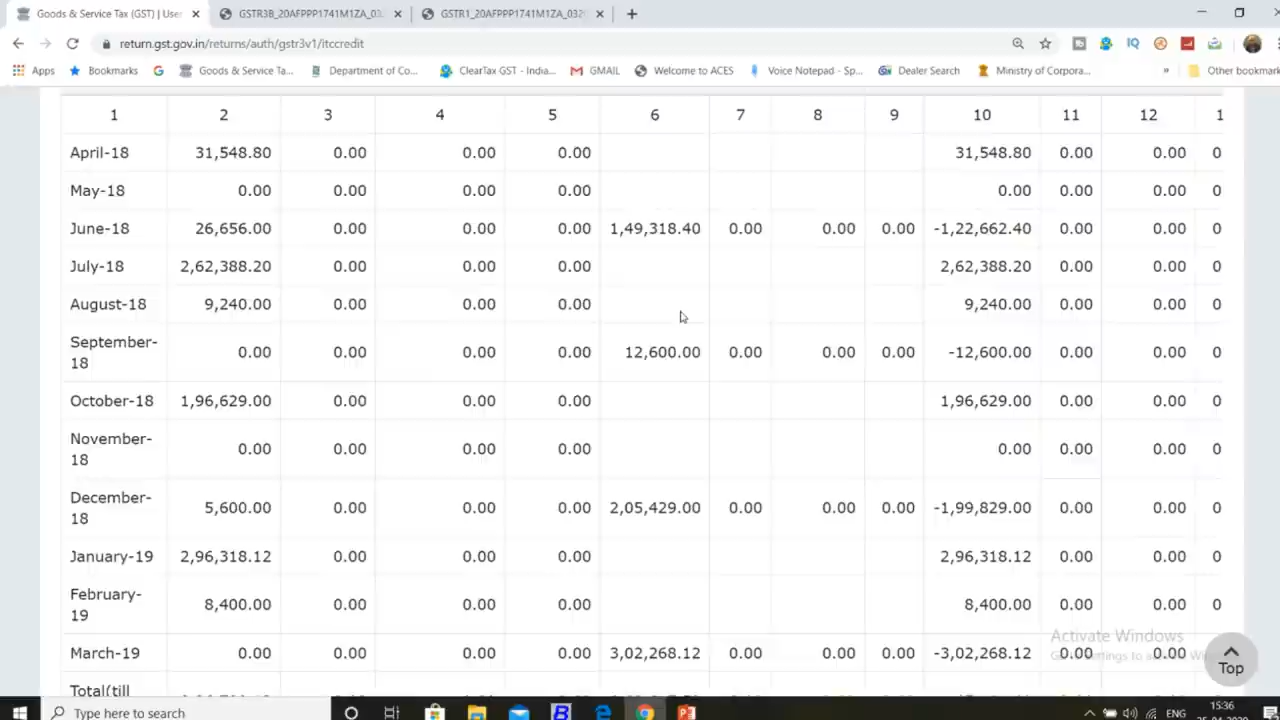 Goods & Service Tax (GST) | User
GSTR3B_20AFPPP1741M1ZA_03
GSTR1_20AFPPP1741M1ZA_032
return.gst.gov.in/returns/auth/gstr3v1/itccredit
Apps Bookmarks Goods & Service Ta... Department of Co... ClearTax GST - India... GMAIL Welcome to ACES Voice Notepad - Sp... Dealer Search Ministry of Corpora... » Other bookmark
1 2 3 4 5 6 7 8 9 10 11 12 1
April-18 31,548.80 0.00 0.00 0.00 31,548.80 0.00 0.00 0
May-18 0.00 0.00 0.00 0.00 0.00 0.00 0.00 0
June-18 26,656.00 0.00 0.00 0.00 1,49,318.40 0.00 0.00 0.00 -1,22,662.40 0.00 0.00 0
July-18 2,62,388.20 0.00 0.00 0.00 2,62,388.20 0.00 0.00 0
August-18 9,240.00 0.00 0.00 0.00 9,240.00 0.00 0.00 0
September-
18 0.00 0.00 0.00 0.00 12,600.00 0.00 0.00 0.00 -12,600.00 0.00 0.00 0
October-18 1,96,629.00 0.00 0.00 0.00 1,96,629.00 0.00 0.00 0
November-
18 0.00 0.00 0.00 0.00 0.00 0.00 0.00 0
December-
18 5,600.00 0.00 0.00 0.00 2,05,429.00 0.00 0.00 0.00 -1,99,829.00 0.00 0.00 0
January-19 2,96,318.12 0.00 0.00 0.00 2,96,318.12 0.00 0.00 0
February-
19 8,400.00 0.00 0.00 0.00 8,400.00 0.00 0.00 0
March-19 0.00 0.00 0.00 0.00 3,02,268.12 0.00 0.00 0.00 -3,02,268.12 0.00 0.00 0
Total(till
Activate Windows
Top
Type here to search
ENG
15:36